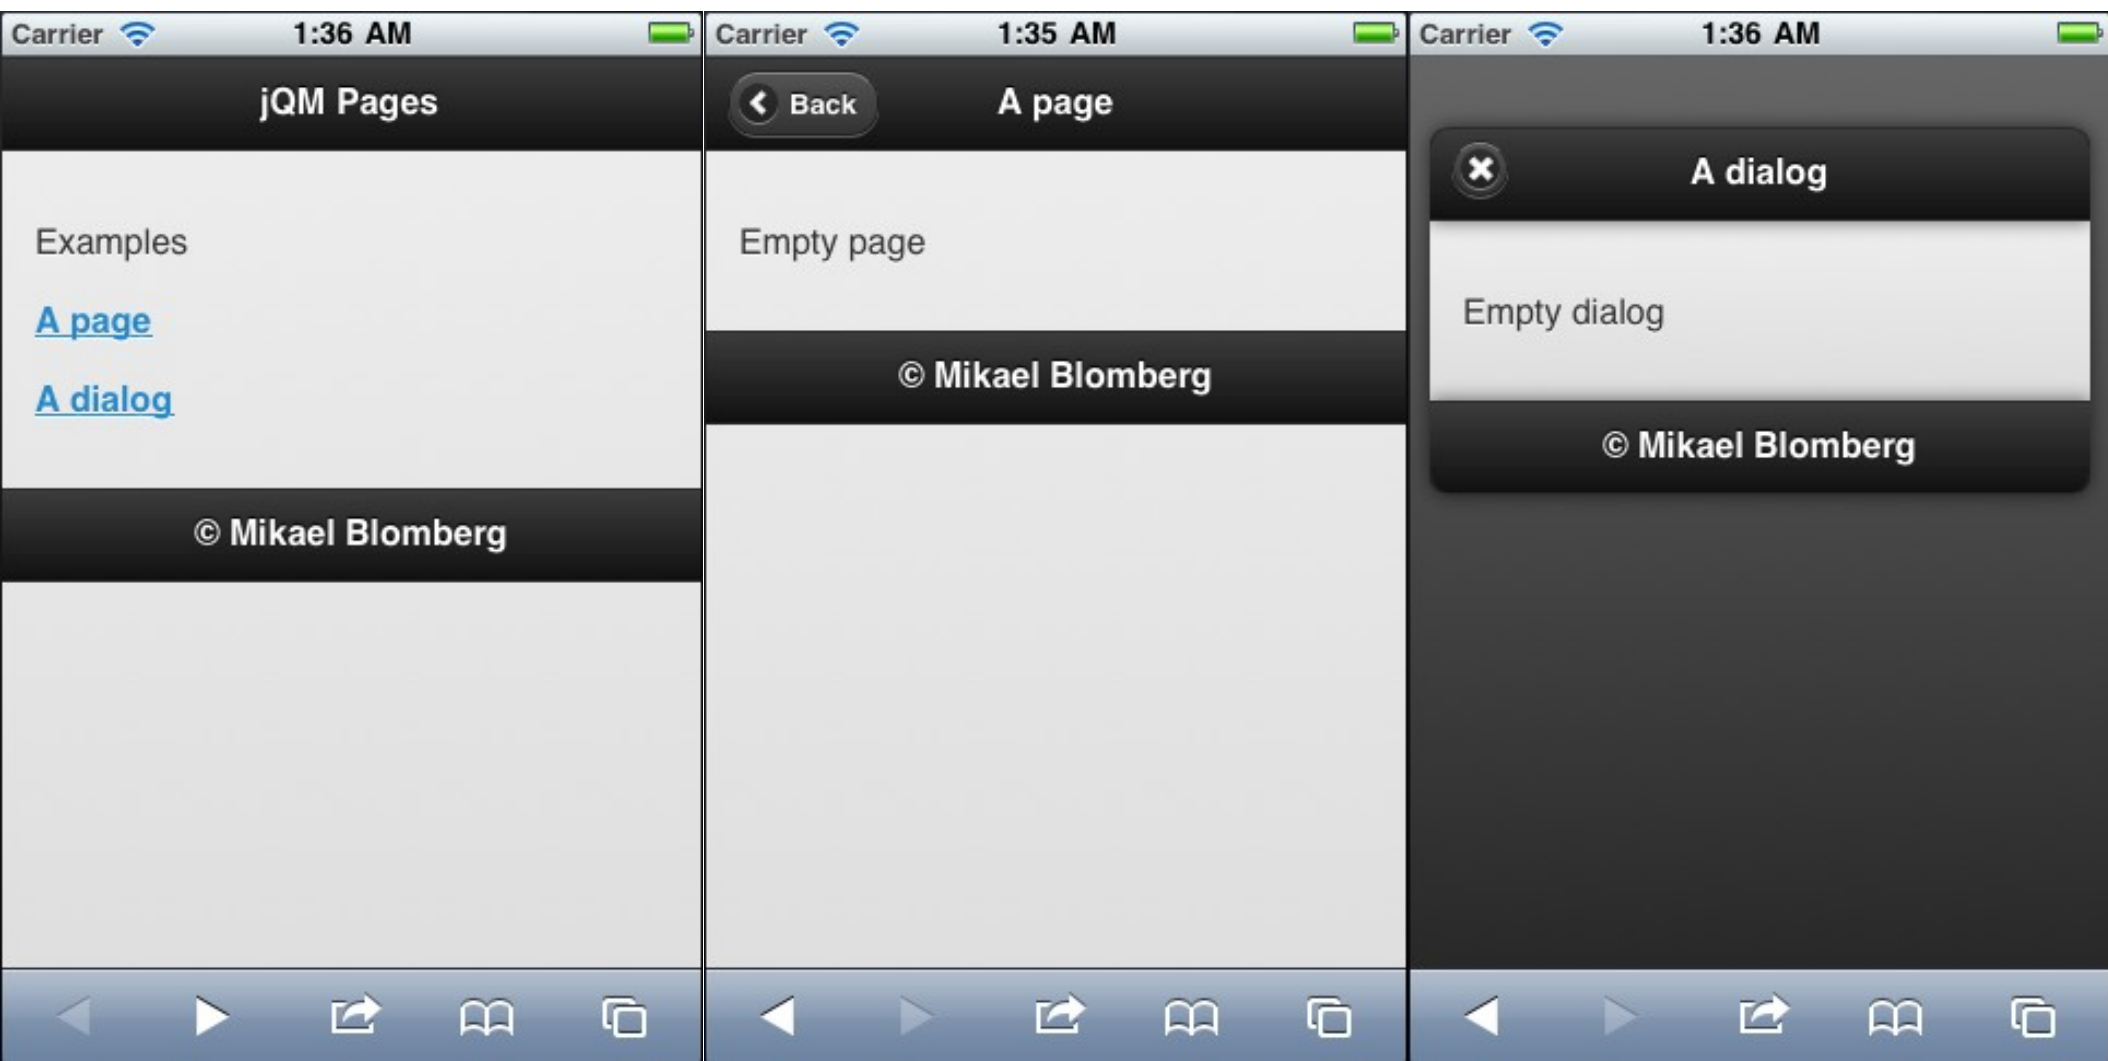 Carrier 1:36 AM
jQM Pages
Examples
A page
A dialog
© Mikael Blomberg
Carrier 1:35 AM
Back A page
Empty page
© Mikael Blomberg
Carrier 1:36 AM
A dialog
Empty dialog
© Mikael Blomberg